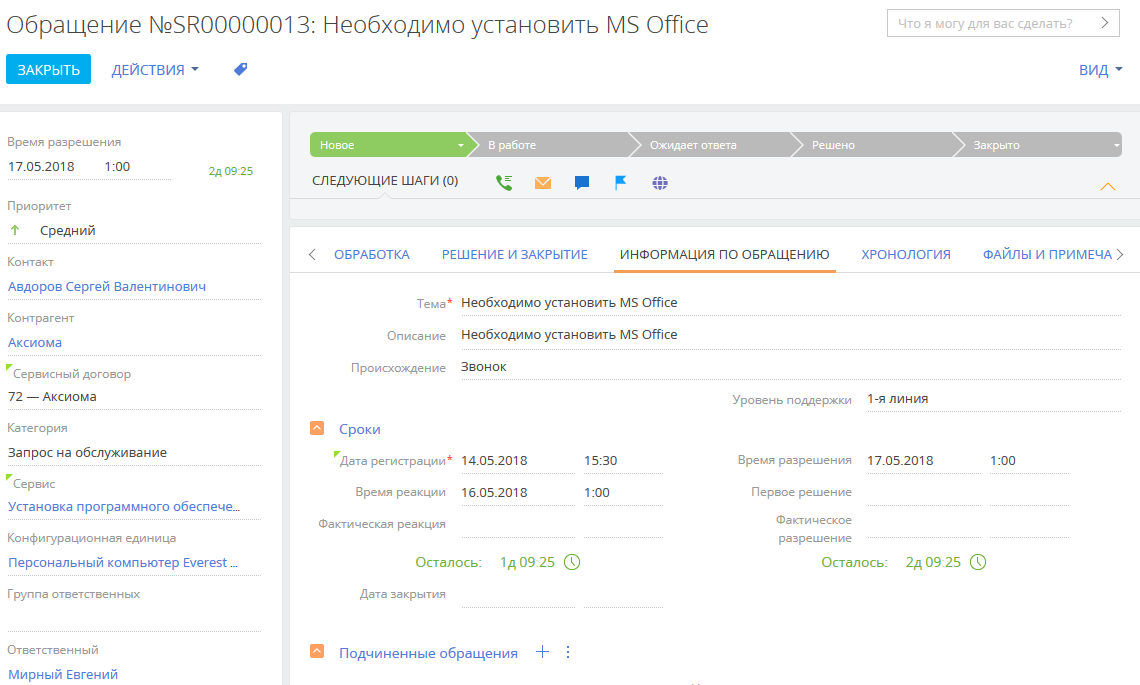 Обращение №SR00000013: Необходимо установить MS Office
Что я могу для вас сделать?
ЗАКРЫТЬ
ДЕЙСТВИЯ
ВИД
Время разрешения
17.05.2018 1:00
2д 09:25
Приоритет
Средний
Контакт
Авдоров Сергей Валентинович
Контрагент
Аксиома
Сервисный договор
72 — Аксиома
Категория
Запрос на обслуживание
Сервис
Установка программного обеспече...
Конфигурационная единица
Персональный компьютер Everest ...
Группа ответственных
Ответственный
Мирный Евгений
Новое
В работе
Ожидает ответа
Решено
Закрыто
СЛЕДУЮЩИЕ ШАГИ (0)
ОБРАБОТКА
РЕШЕНИЕ И ЗАКРЫТИЕ
ИНФОРМАЦИЯ ПО ОБРАЩЕНИЮ
ХРОНОЛОГИЯ
ФАЙЛЫ И ПРИМЕЧА
Тема* Необходимо установить MS Office
Описание Необходимо установить MS Office
Происхождение Звонок
Уровень поддержки 1-я линия
Сроки
Дата регистрации* 14.05.2018 15:30
Время разрешения 17.05.2018 1:00
Время реакции 16.05.2018 1:00
Первое решение
Фактическая реакция
Фактическое
разрешение
Осталось: 1д 09:25
Осталось: 2д 09:25
Дата закрытия
Подчиненные обращения